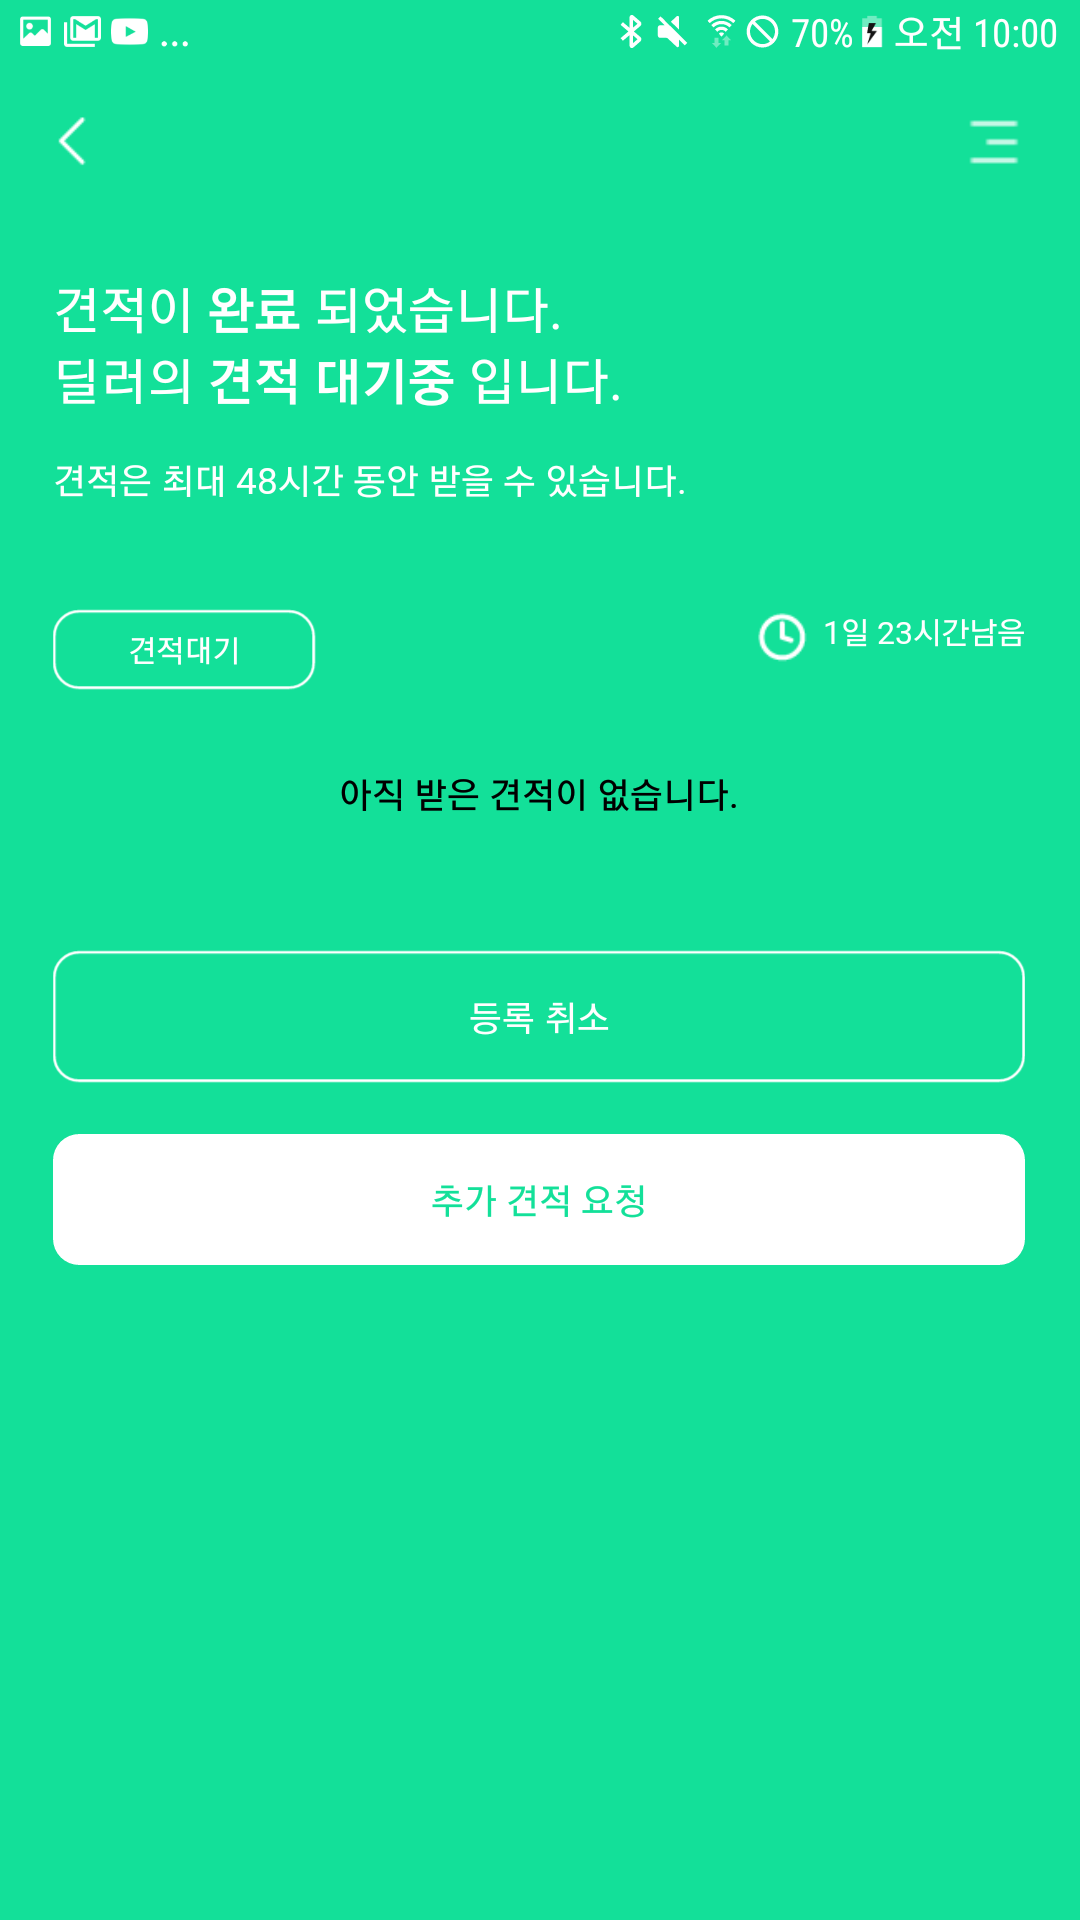 ... 70% 오전 10:00
견적이 완료 되었습니다.
딜러의 견적 대기중 입니다.
견적은 최대 48시간 동안 받을 수 있습니다.
견적대기 1일 23시간남음
아직 받은 견적이 없습니다.
등록 취소
추가 견적 요청